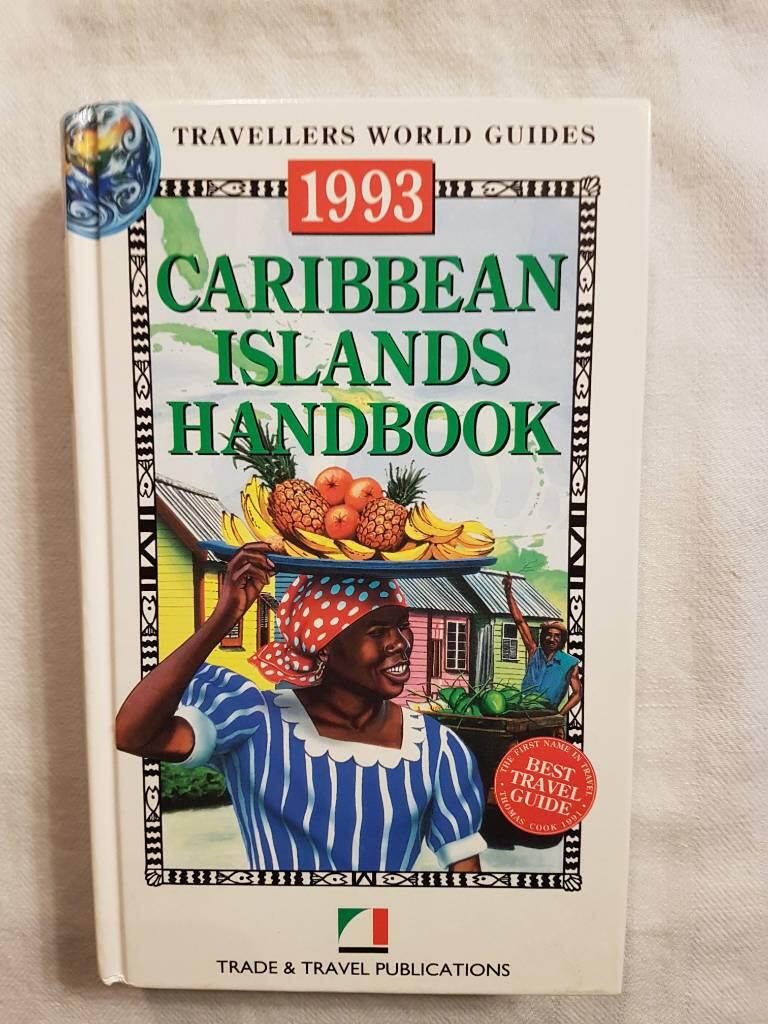 TRAVELLERS WORLD GUIDES
1993
CARIBBEAN
ISLANDS
HANDBOOK
THE FIRST NAME IN TRAVEL
BEST
TRAVEL
GUIDE
THOMAS COOK 1991
TRADE & TRAVEL PUBLICATIONS